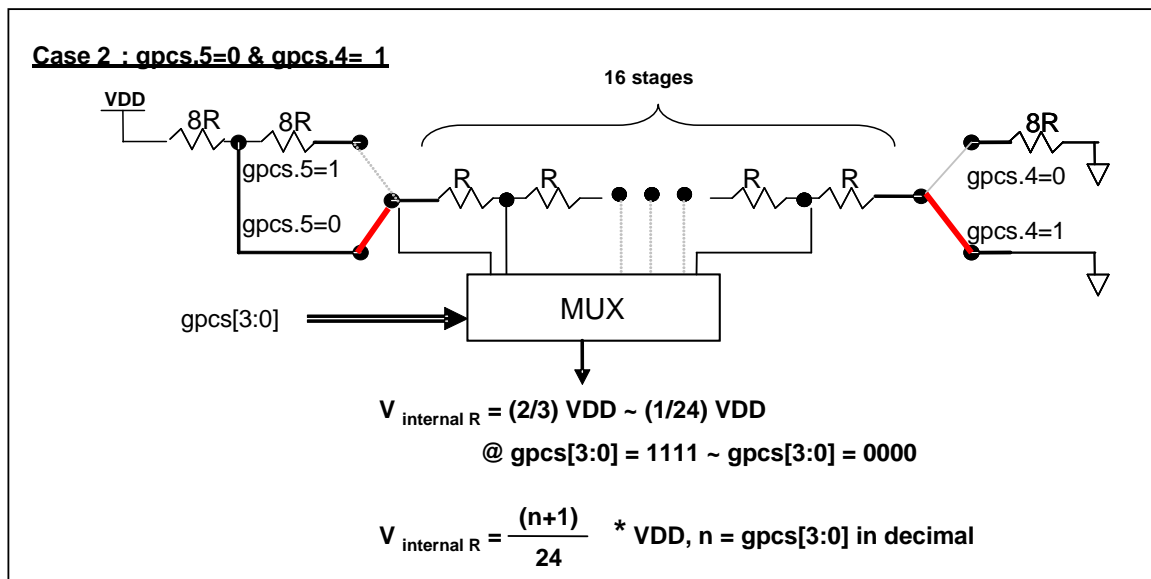 Case 2 : gpcs.5=0 & gpcs.4= 1
16 stages
VDD
8R
8R
8R
gpcs.5=1
R
R
R
R
gpcs.4=0
gpcs.5=0
gpcs.4=1
MUX
gpcs[3:0]
V internal R = (2/3) VDD ~ (1/24) VDD
@ gpcs[3:0] = 1111 ~ gpcs[3:0] = 0000
V internal R = (n+1) / 24 * VDD, n = gpcs[3:0] in decimal